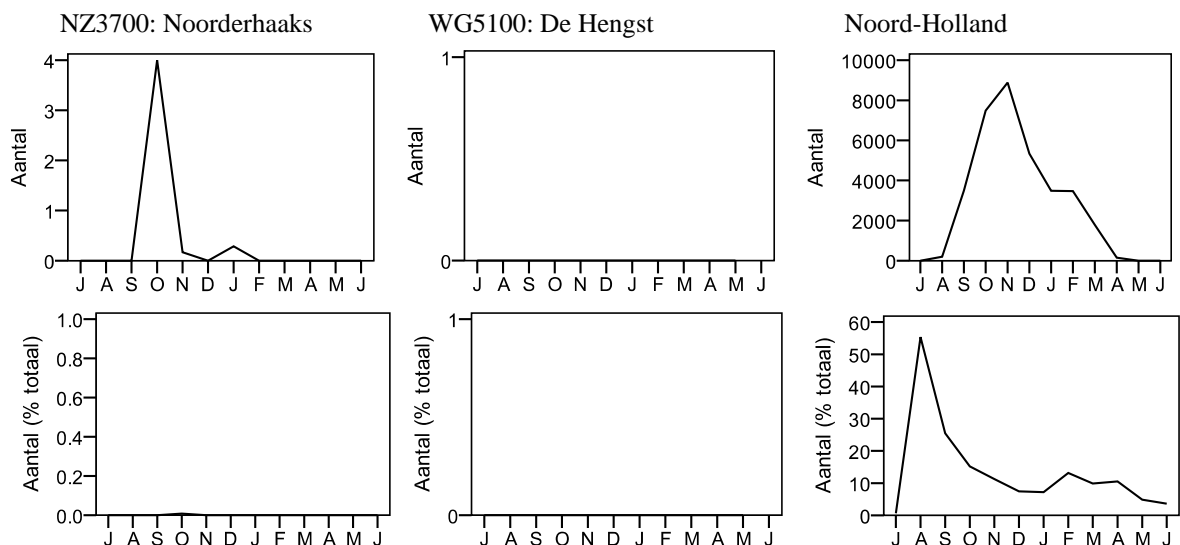 NZ3700: Noorderhaaks
WG5100: De Hengst
Noord-Holland
Aantal
4
3
2
1
0
J A S O N D J F M A M J
Aantal
1
0
J A S O N D J F M A M J
Aantal
10000
8000
6000
4000
2000
0
J A S O N D J F M A M J
Aantal (% totaal)
1.0
0.8
0.6
0.4
0.2
0.0
J A S O N D J F M A M J
Aantal (% totaal)
1
0
J A S O N D J F M A M J
Aantal (% totaal)
60
50
40
30
20
10
0
J A S O N D J F M A M J